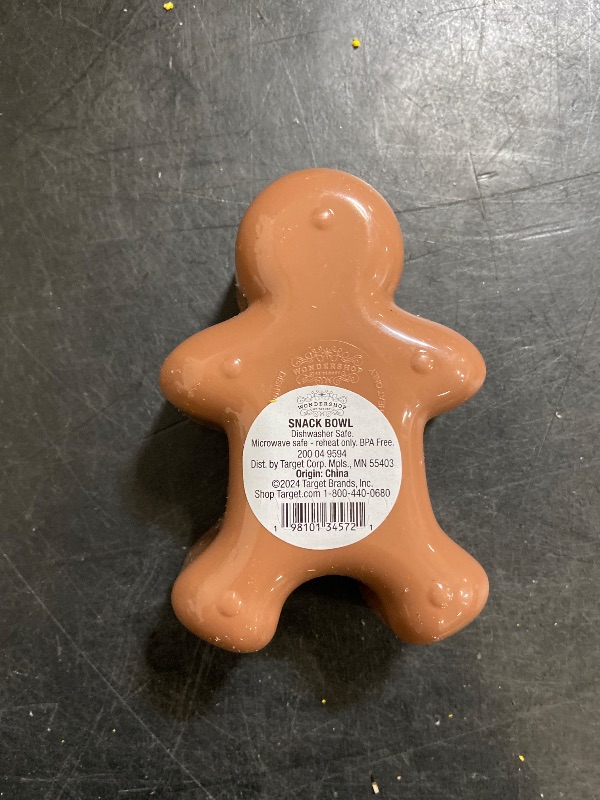 WONDERSHOP
HEAT ONLY
WONDERSHOP
SNACK BOWL
Dishwasher Safe.
Microwave safe - reheat only. BPA Free.
200 04 9594
Dist. by Target Corp. Mpls., MN 55403
Origin: China
©2024 Target Brands, Inc.
Shop Target.com 1-800-440-0680
1 98101 34572 1